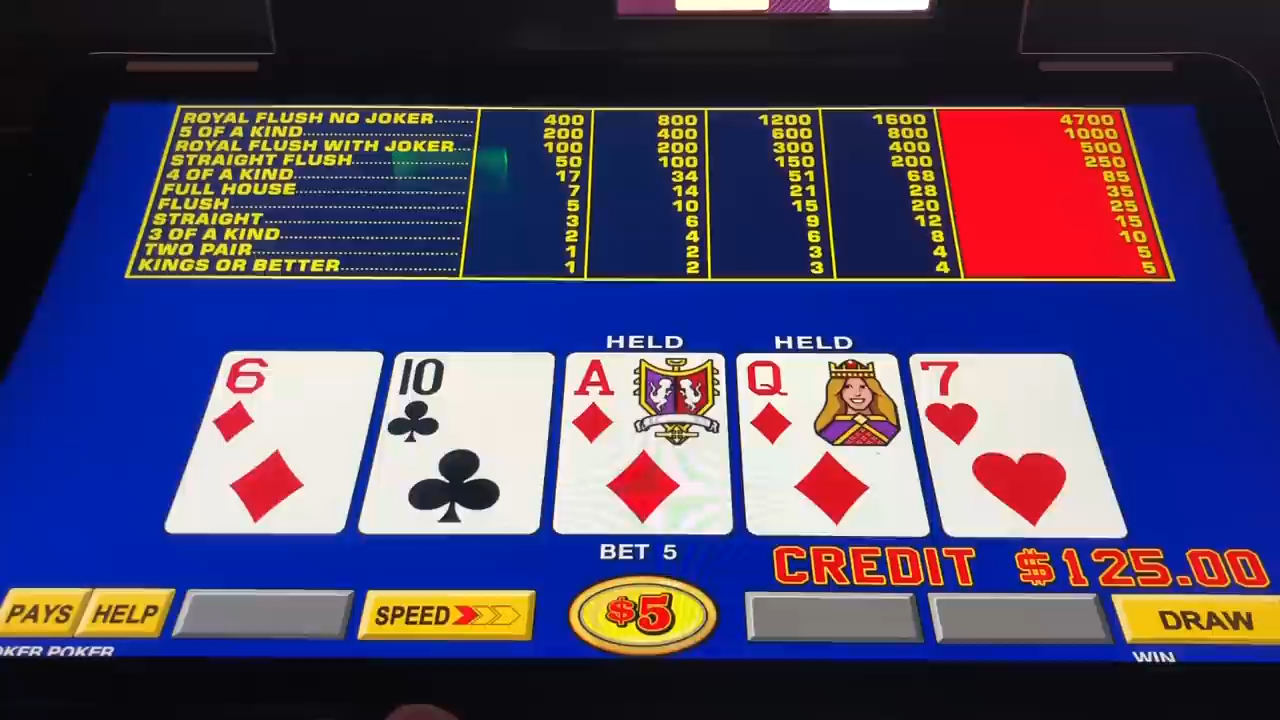 ROYAL FLUSH NO JOKER 400 800 1200 1600 4700
5 OF A KIND 200 400 600 800 1000
ROYAL FLUSH WITH JOKER 100 200 300 400 500
STRAIGHT FLUSH 50 100 150 200 250
4 OF A KIND 17 34 51 68 85
FULL HOUSE 7 14 21 28 35
FLUSH 5 10 15 20 25
STRAIGHT 3 6 9 12 15
3 OF A KIND 2 4 6 8 10
TWO PAIR 1 2 3 4 5
KINGS OR BETTER 1 2 3 4 5
HELD HELD
6 10 A Q 7
BET 5 CREDIT $125.00
PAYS HELP SPEED $5 DRAW
OKER POKER WIN